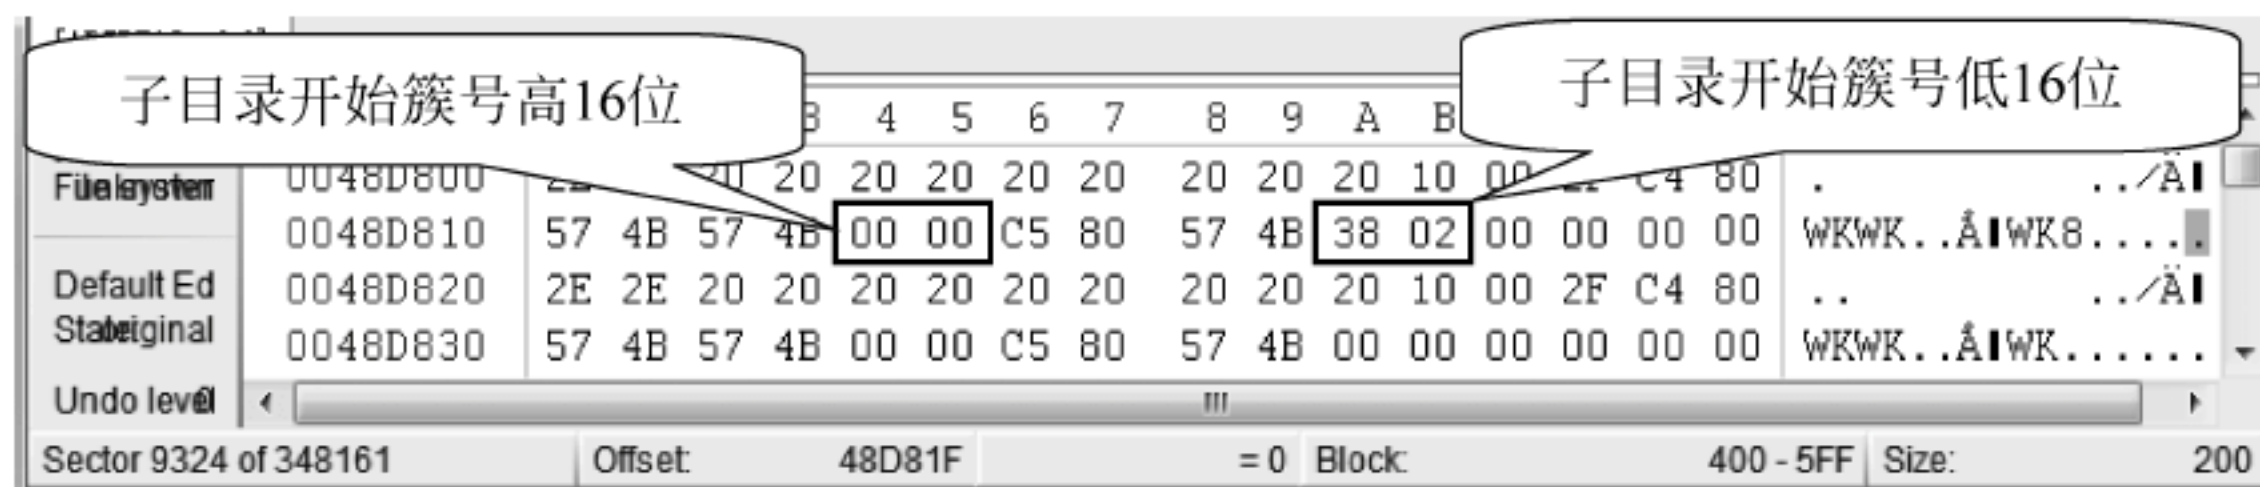 子目录开始簇号高16位
子目录开始簇号低16位
4 5 6 7 8 9 A B
0048D800 20 20 20 20 20 20 20 20 10 00 C4 80 . ../Ä
0048D810 57 4B 57 4B 00 00 C5 80 57 4B 38 02 00 00 00 00 WKWK..Å▮WK8.....
0048D820 2E 2E 20 20 20 20 20 20 20 20 20 10 00 2F C4 80 .. ../Ä▮
0048D830 57 4B 57 4B 00 00 C5 80 57 4B 00 00 00 00 00 00 WKWK..Å▮WK......
Default Ed
Undo level 0
Sector 9324 of 348161 Offset: 48D81F = 0 Block: 400 - 5FF Size: 200